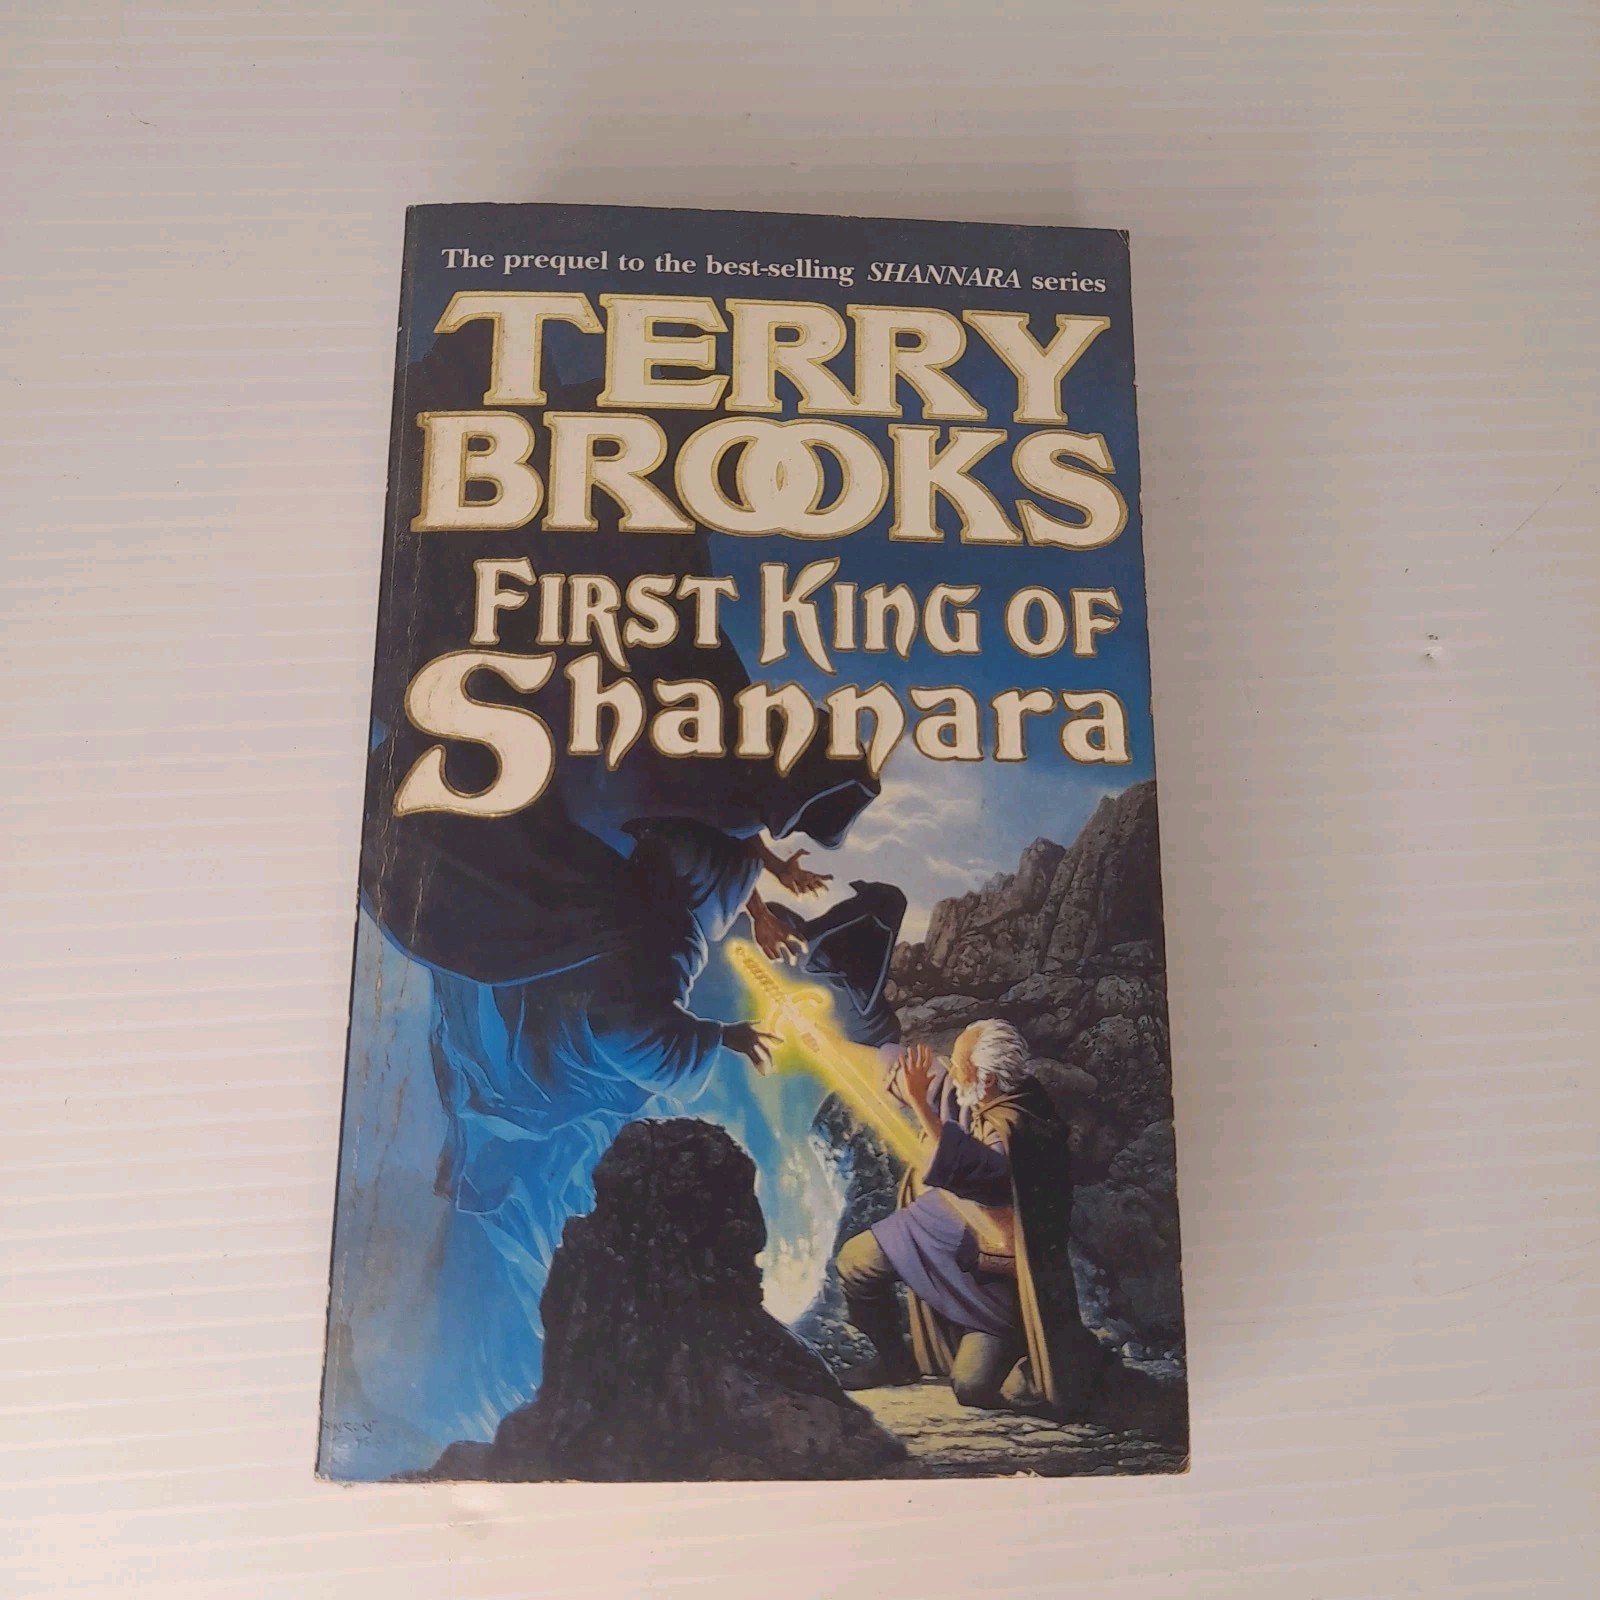 The prequel to the best-selling SHANNARA series
TERRY
BROOKS
FIRST KING OF
Shannara